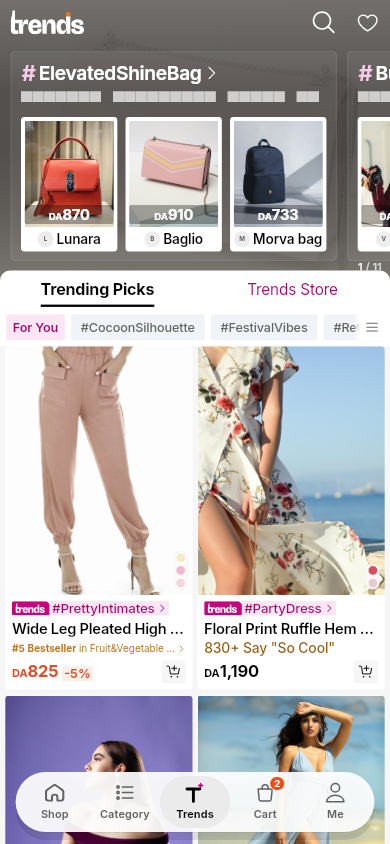 trends
# ElevatedShineBag
# B
DA870
DA910
DA733
L Lunara
B Baglio
M Morva bag
V
1 / 11
Trending Picks
Trends Store
For You
#CocoonSilhouette
#FestivalVibes
#Re
trends #PrettyIntimates
Wide Leg Pleated High ...
#5 Bestseller in Fruit&Vegetable ...
DA825 -5%
trends #PartyDress
Floral Print Ruffle Hem ...
830+ Say "So Cool"
DA1,190
Shop
Category
Trends
2
Cart
Me